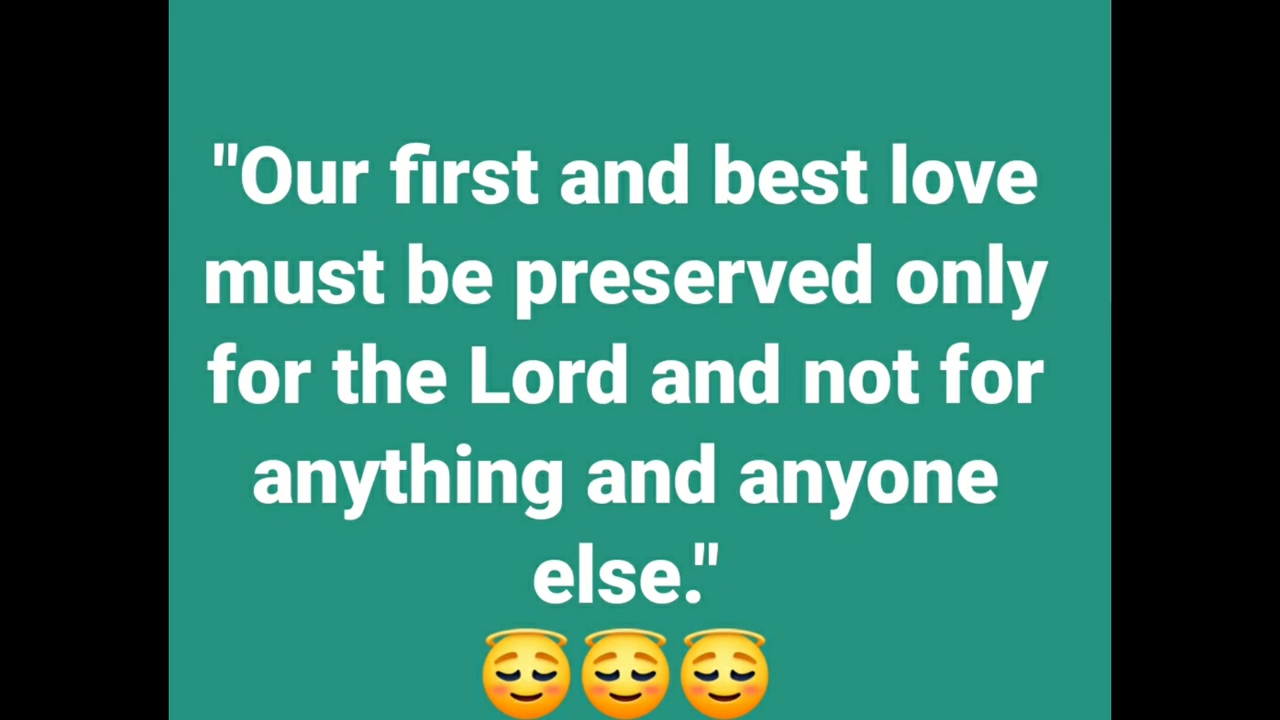 "Our first and best love
must be preserved only
for the Lord and not for
anything and anyone
else."